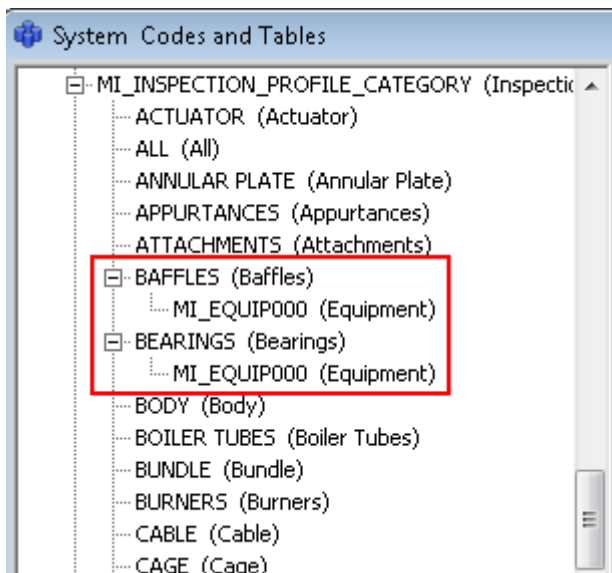 System Codes and Tables
MI_INSPECTION_PROFILE_CATEGORY (Inspectic
ACTUATOR (Actuator)
ALL (All)
ANNULAR PLATE (Annular Plate)
APPURTANCES (Appurtances)
ATTACHMENTS (Attachments)
BAFFLES (Baffles)
MI_EQUIP000 (Equipment)
BEARINGS (Bearings)
MI_EQUIP000 (Equipment)
BODY (Body)
BOILER TUBES (Boiler Tubes)
BUNDLE (Bundle)
BURNERS (Burners)
CABLE (Cable)
CAGE (Cage)